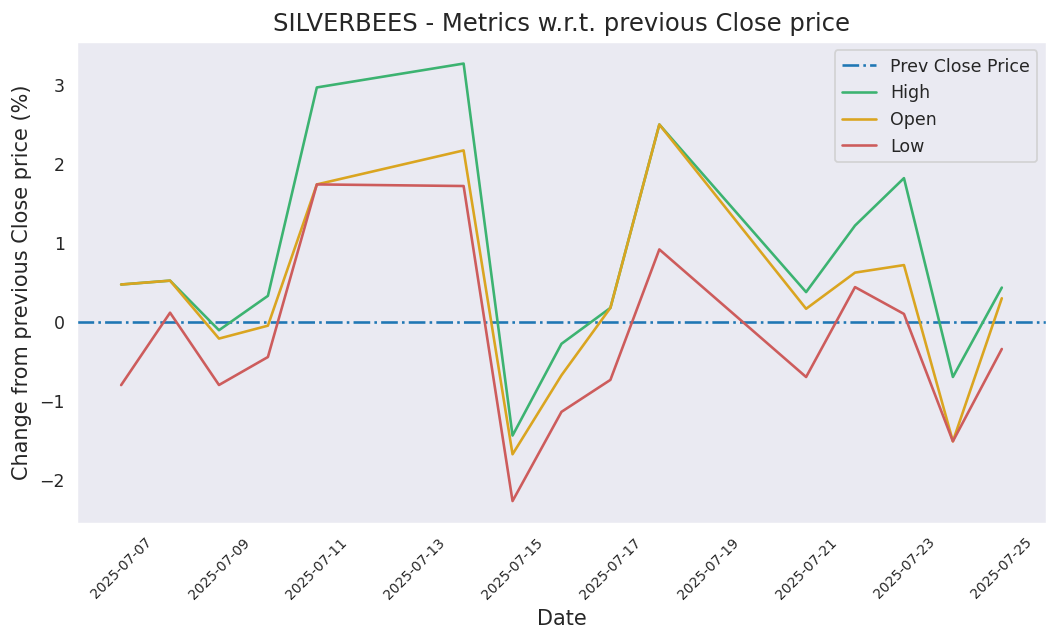 SILVERBEES - Metrics w.r.t. previous Close price
Prev Close Price
High
Open
Low
Change from previous Close price (%)
3
2
1
0
−1
−2
2025-07-07
2025-07-09
2025-07-11
2025-07-13
2025-07-15
2025-07-17
2025-07-19
2025-07-21
2025-07-23
2025-07-25
Date